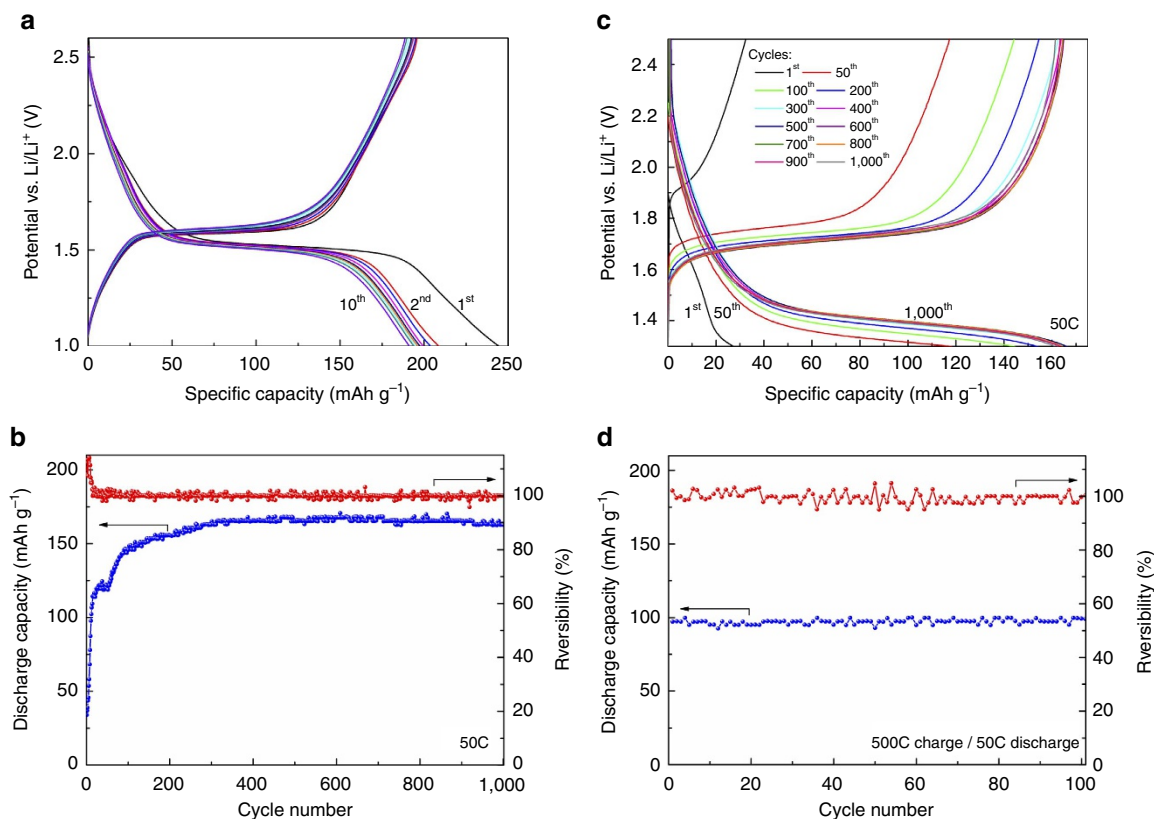 a
2.5
2.0
1.5
1.0
Potential vs. Li/Li⁺ (V)
10th
2nd
1st
0 50 100 150 200 250
Specific capacity (mAh g⁻¹)
c
2.4
2.2
2.0
1.8
1.6
1.4
Potential vs. Li/Li⁺ (V)
Cycles:
1st 50th
100th 200th
300th 400th
500th 600th
700th 800th
900th 1,000th
1st
50th
1,000th
50C
0 20 40 60 80 100 120 140 160
Specific capacity (mAh g⁻¹)
b
200
150
100
50
0
Discharge capacity (mAh g⁻¹)
100
80
60
40
20
0
Rversibility (%)
50C
0 200 400 600 800 1,000
Cycle number
d
200
150
100
50
0
Discharge capacity (mAh g⁻¹)
100
80
60
40
20
0
Rversibility (%)
500C charge / 50C discharge
0 20 40 60 80 100
Cycle number